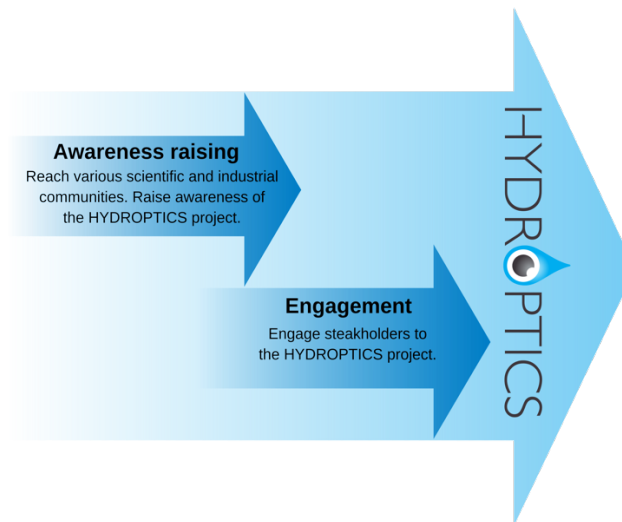 Awareness raising
Reach various scientific and industrial
communities. Raise awareness of
the HYDROPTICS project.
Engagement
Engage steakholders to
the HYDROPTICS project.
HYDROPTICS